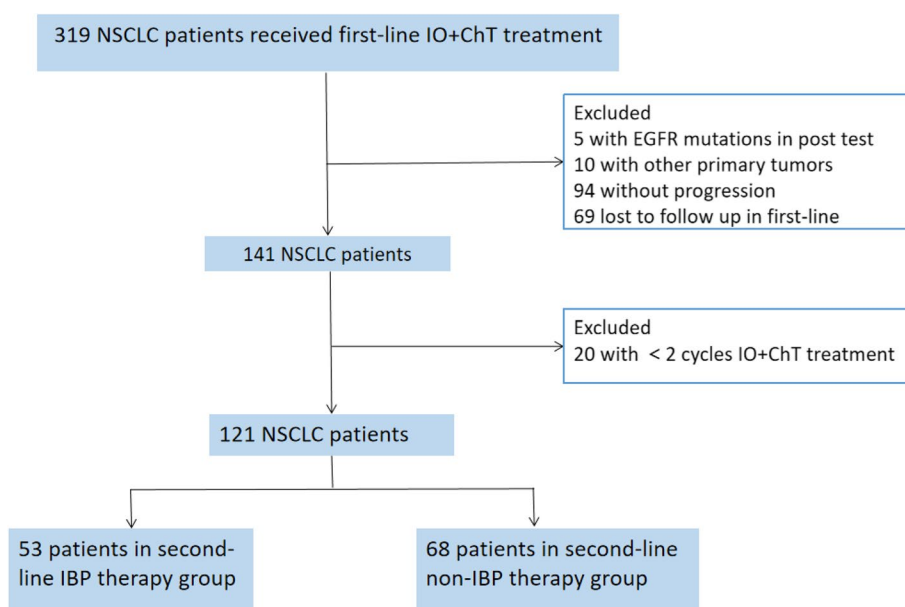 319 NSCLC patients received first-line IO+ChT treatment
Excluded
5 with EGFR mutations in post test
10 with other primary tumors
94 without progression
69 lost to follow up in first-line
141 NSCLC patients
Excluded
20 with < 2 cycles IO+ChT treatment
121 NSCLC patients
53 patients in second-
line IBP therapy group
68 patients in second-line
non-IBP therapy group